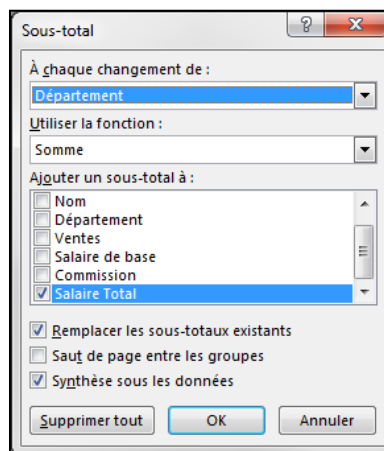 Sous-total
?
À chaque changement de :
Département
Utiliser la fonction :
Somme
Ajouter un sous-total à :
Nom
Département
Ventes
Salaire de base
Commission
Salaire Total
Remplacer les sous-totaux existants
Saut de page entre les groupes
Synthèse sous les données
Supprimer tout OK Annuler